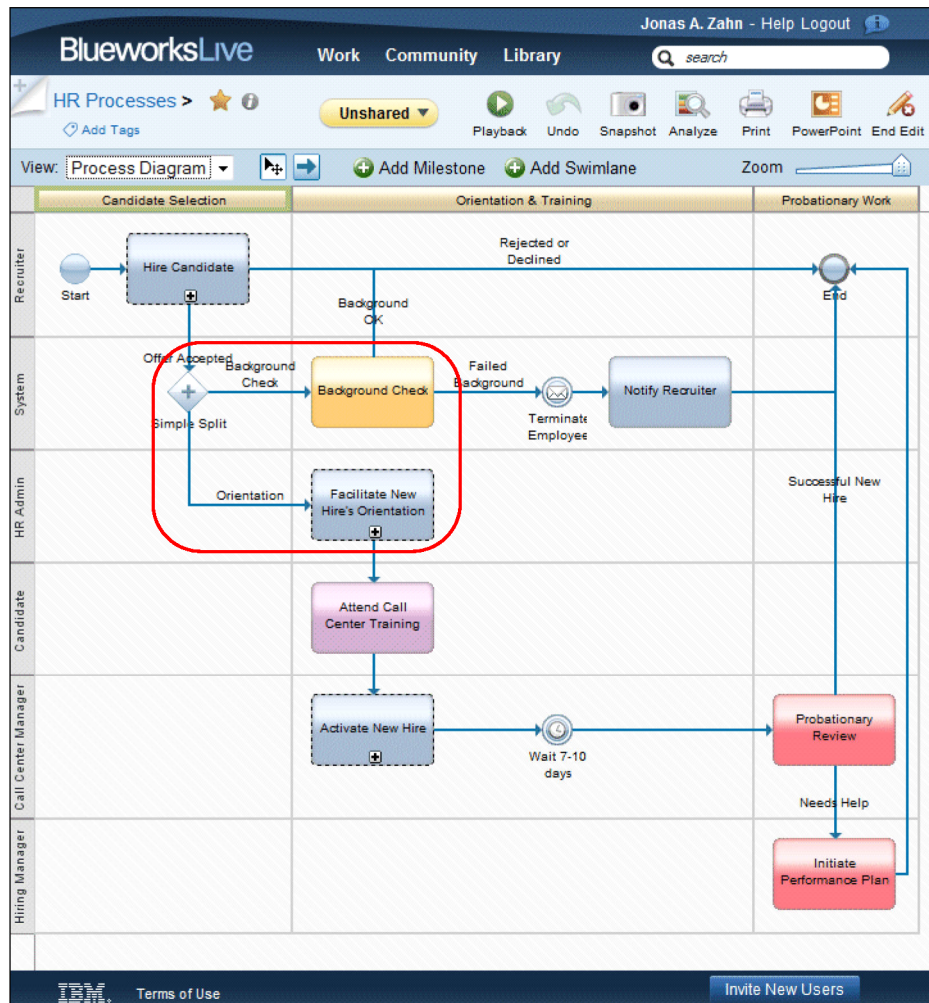 Jonas A. Zahn - Help Logout
BlueworksLive
Work Community Library
search
HR Processes >
Add Tags
Unshared
Playback Undo Snapshot Analyze Print PowerPoint End Edit
View: Process Diagram
Add Milestone Add Swimlane
Zoom
Candidate Selection Orientation & Training Probationary Work
Recruiter
Start
Hire Candidate
Rejected or
Declined
End
Background
OK
System
Offer Accepted
Background
Check
Simple Split
Background Check
Failed
Background
Terminate
Employee
Notify Recruiter
HR Admin
Orientation
Facilitate New
Hire's Orientation
Successful New
Hire
Candidate
Attend Call
Center Training
Call Center Manager
Activate New Hire
Wait 7-10
days
Probationary
Review
Needs Help
Hiring Manager
Initiate
Performance Plan
IBM. Terms of Use
Invite New Users